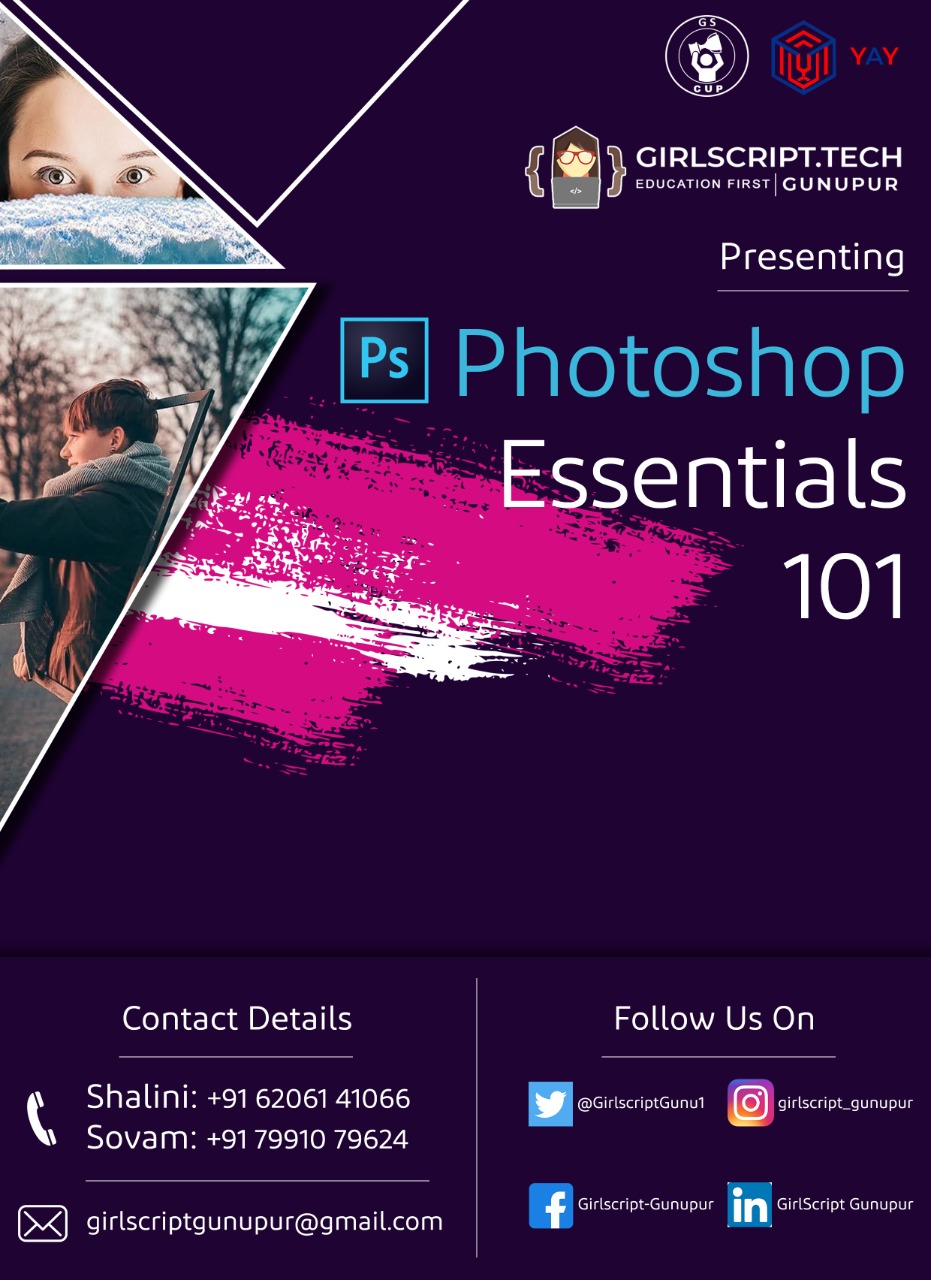 GS
CUP
YAY
GIRLSCRIPT.TECH
EDUCATION FIRST | GUNUPUR
</>
Presenting
Ps Photoshop
Essentials
101
Contact Details
Shalini: +91 62061 41066
Sovam: +91 79910 79624
girlscriptgunupur@gmail.com
Follow Us On
@GirlscriptGunu1
girlscript_gunupur
Girlscript-Gunupur
in GirlScript Gunupur